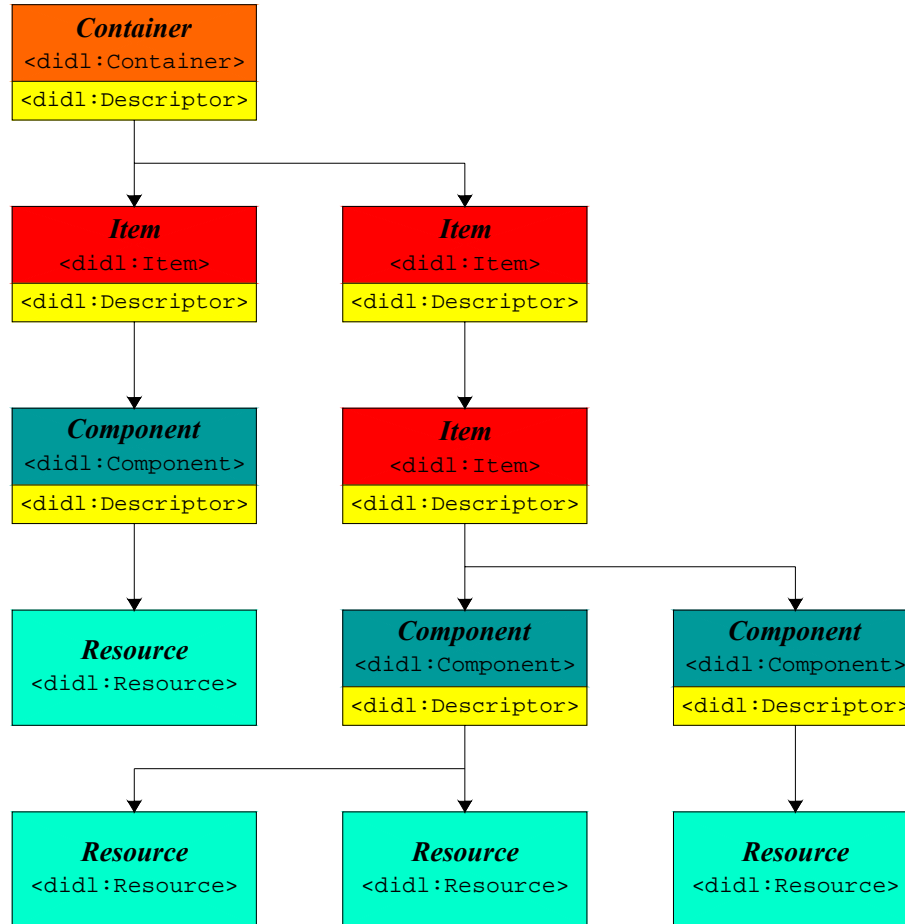 Container
<didl:Container>
<didl:Descriptor>
Item
<didl:Item>
<didl:Descriptor>
Item
<didl:Item>
<didl:Descriptor>
Component
<didl:Component>
<didl:Descriptor>
Item
<didl:Item>
<didl:Descriptor>
Resource
<didl:Resource>
Component
<didl:Component>
<didl:Descriptor>
Component
<didl:Component>
<didl:Descriptor>
Resource
<didl:Resource>
Resource
<didl:Resource>
Resource
<didl:Resource>